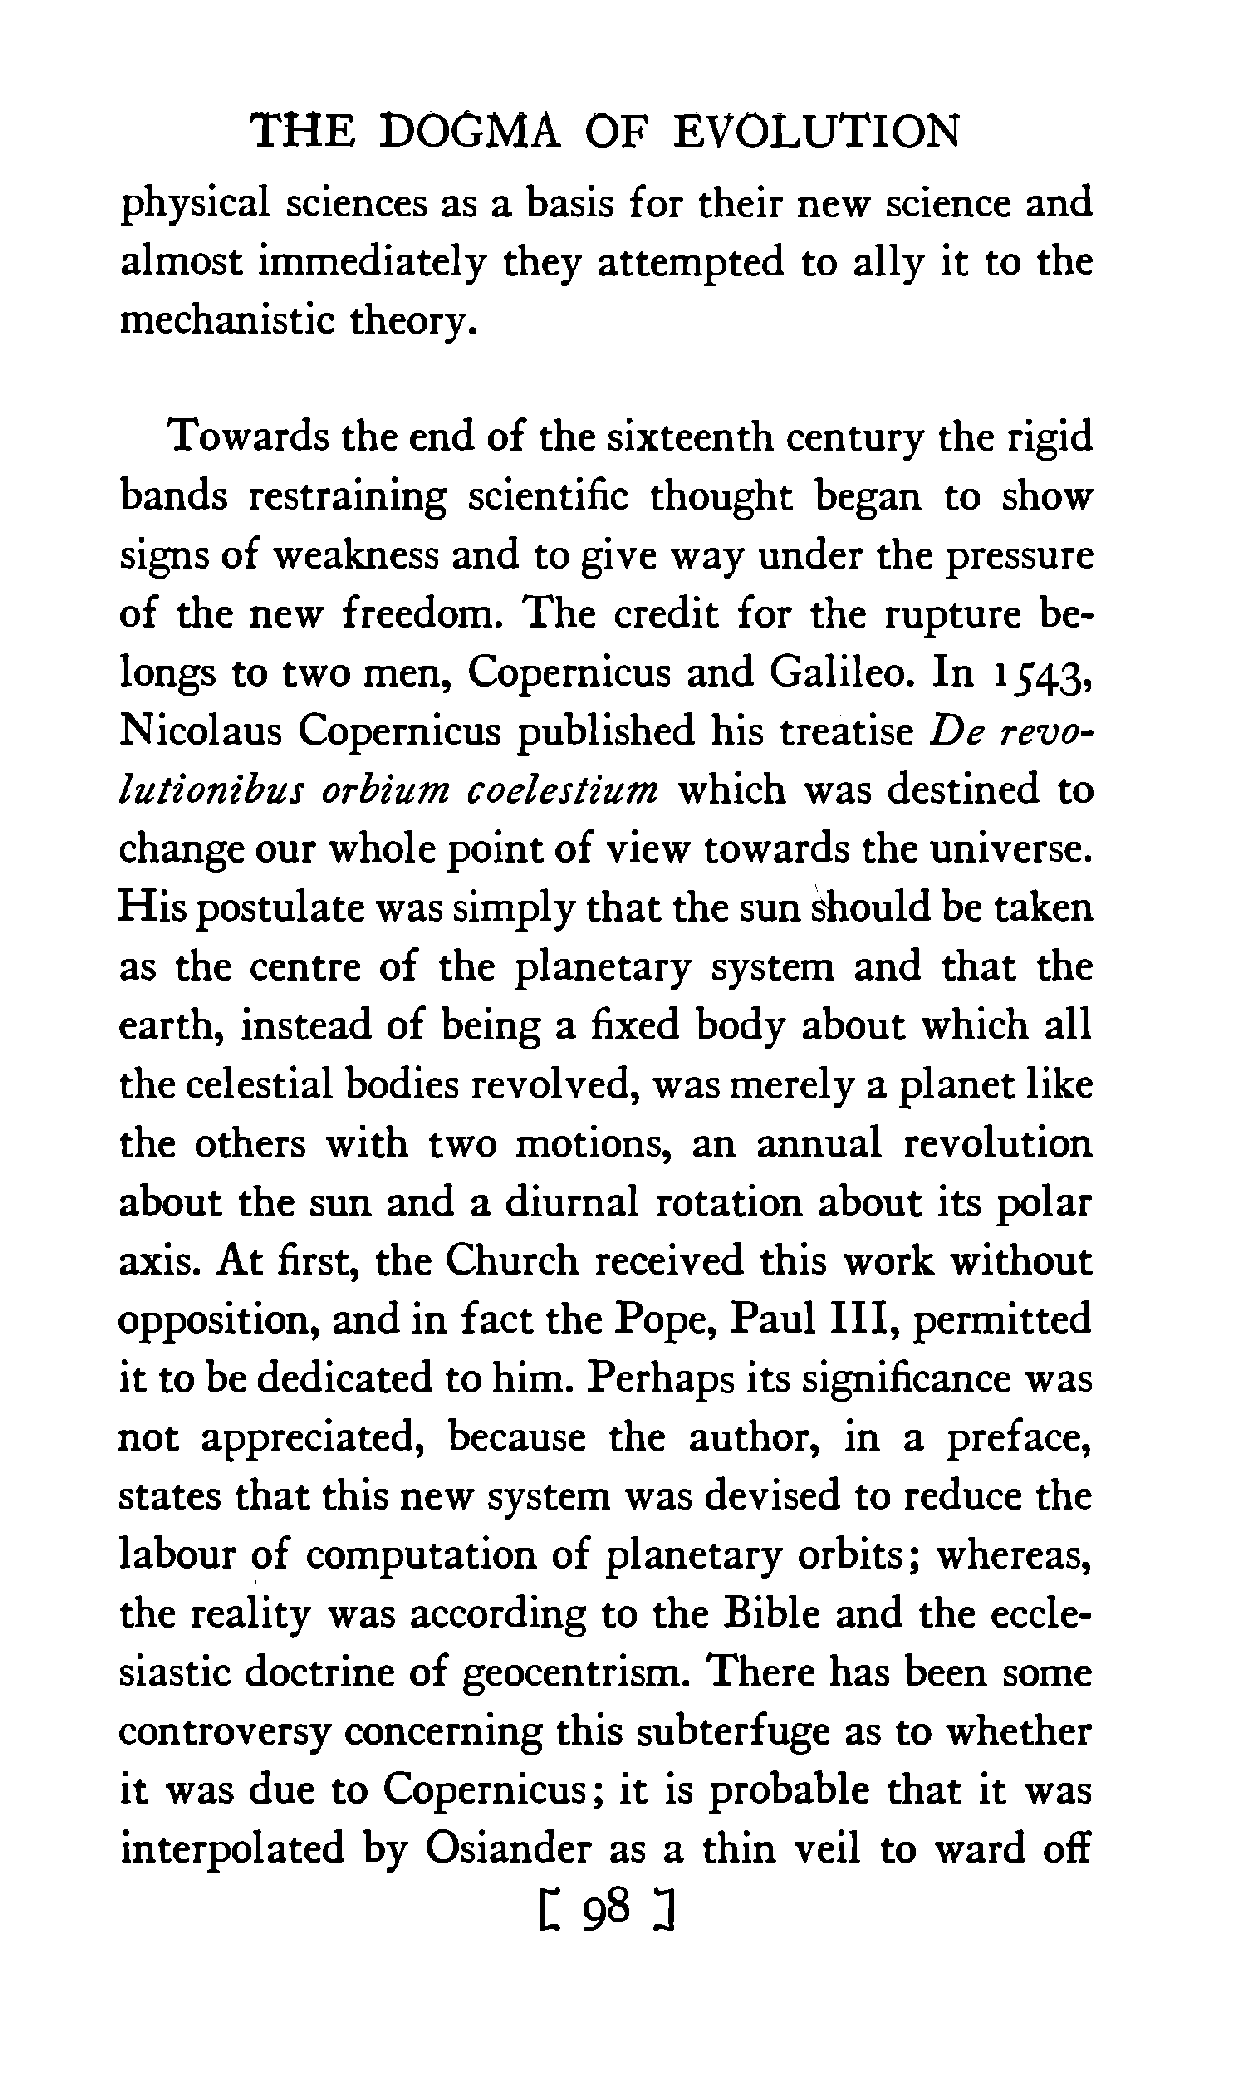 THE DOGMA OF EVOLUTION
physical sciences as a basis for their new science and
almost immediately they attempted to ally it to the
mechanistic theory.
Towards the end of the sixteenth century the rigid
bands restraining scientific thought began to show
signs of weakness and to give way under the pressure
of the new freedom. The credit for the rupture be-
longs to two men, Copernicus and Galileo. In 1543,
Nicolaus Copernicus published his treatise De revo-
lutionibus orbium coelestium which was destined to
change our whole point of view towards the universe.
His postulate was simply that the sun should be taken
as the centre of the planetary system and that the
earth, instead of being a fixed body about which all
the celestial bodies revolved, was merely a planet like
the others with two motions, an annual revolution
about the sun and a diurnal rotation about its polar
axis. At first, the Church received this work without
opposition, and in fact the Pope, Paul III, permitted
it to be dedicated to him. Perhaps its significance was
not appreciated, because the author, in a preface,
states that this new system was devised to reduce the
labour of computation of planetary orbits; whereas,
the reality was according to the Bible and the eccle-
siastic doctrine of geocentrism. There has been some
controversy concerning this subterfuge as to whether
it was due to Copernicus; it is probable that it was
interpolated by Osiander as a thin veil to ward off
[ 98 ]